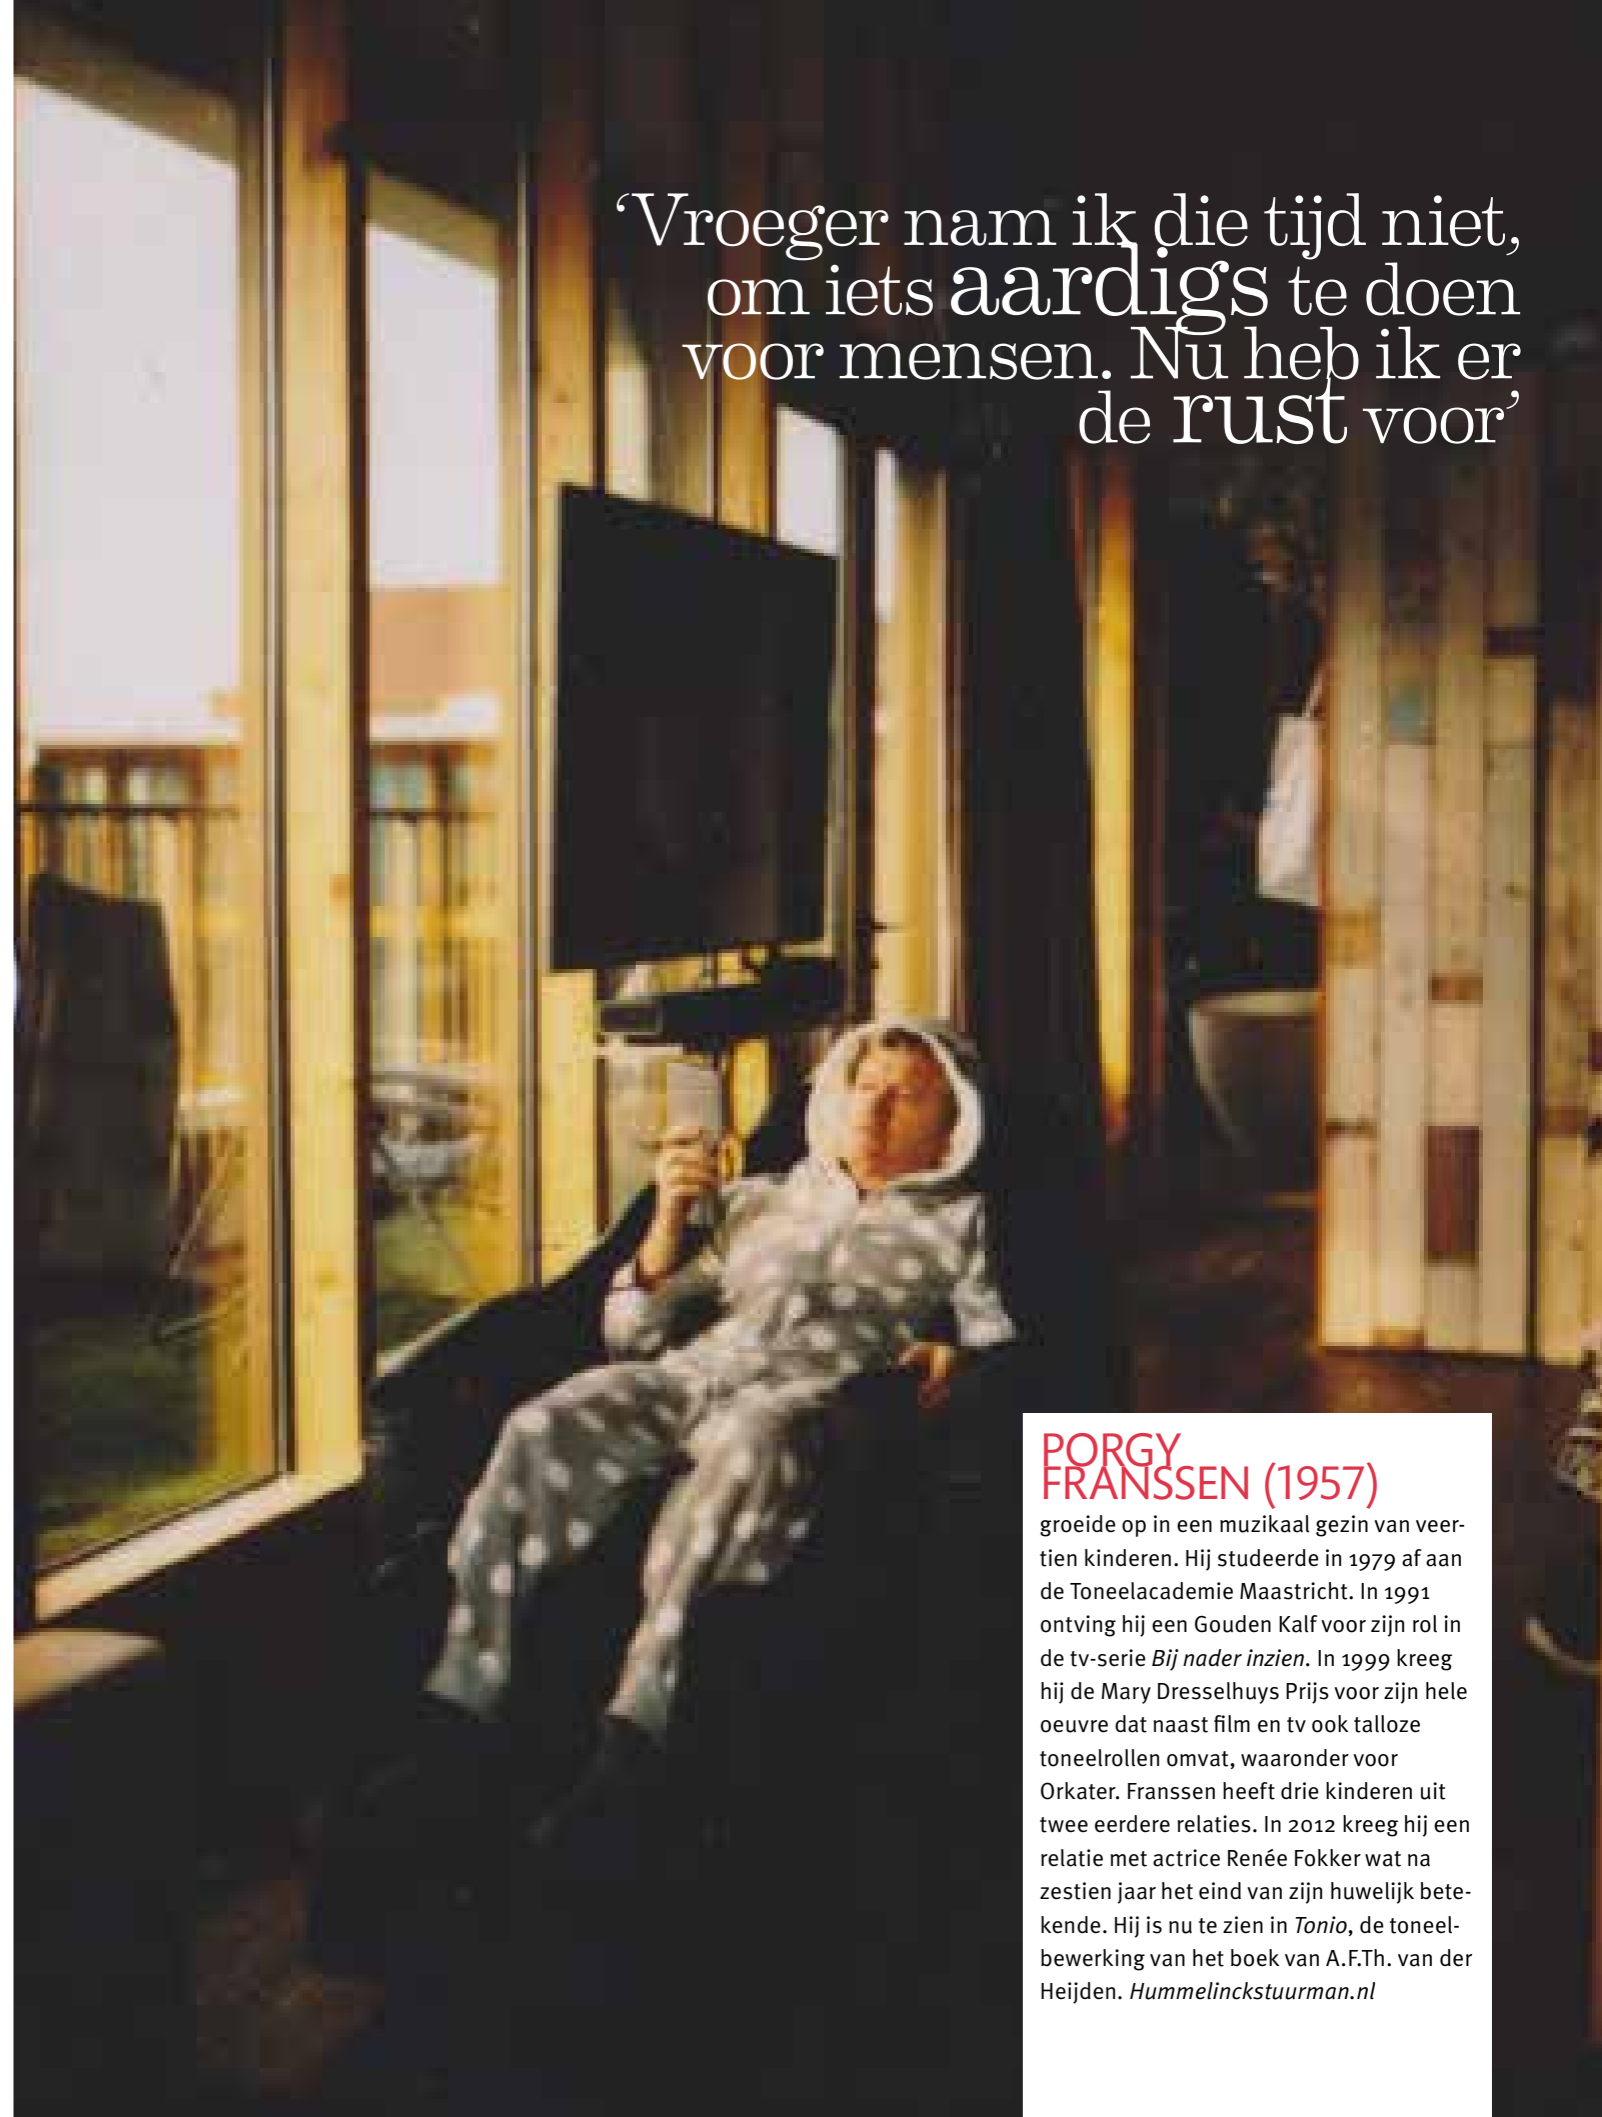 ‘Vroeger nam ik die tijd niet,
om iets aardigs te doen
voor mensen. Nu heb ik er
de rust voor’
PORGY
FRANSSEN (1957)
groeide op in een muzikaal gezin van veer-
tien kinderen. Hij studeerde in 1979 af aan
de Toneelacademie Maastricht. In 1991
ontving hij een Gouden Kalf voor zijn rol in
de tv-serie Bij nader inzien. In 1999 kreeg
hij de Mary Dresselhuys Prijs voor zijn hele
oeuvre dat naast film en tv ook talloze
toneelrollen omvat, waaronder voor
Orkater. Franssen heeft drie kinderen uit
twee eerdere relaties. In 2012 kreeg hij een
relatie met actrice Renée Fokker wat na
zestien jaar het eind van zijn huwelijk bete-
kende. Hij is nu te zien in Tonio, de toneel-
bewerking van het boek van A.F.Th. van der
Heijden. Hummelinckstuurman.nl